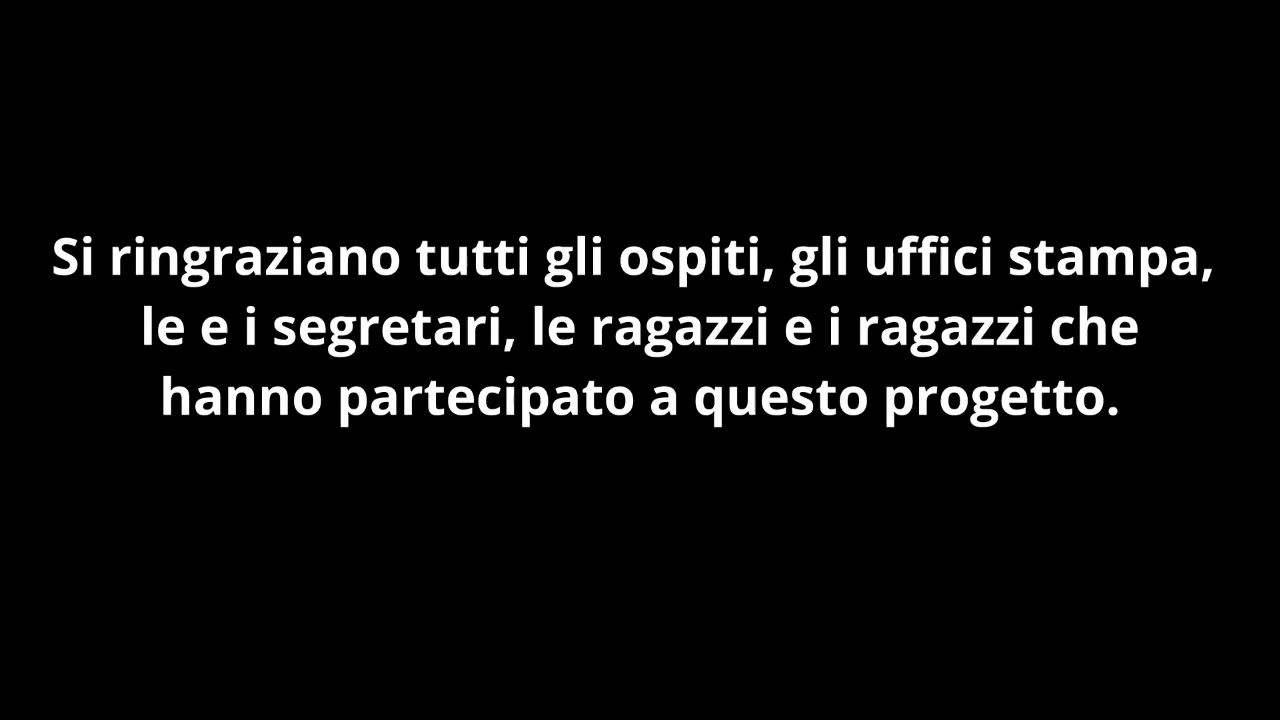 Si ringraziano tutti gli ospiti, gli uffici stampa,
le e i segretari, le ragazzi e i ragazzi che
hanno partecipato a questo progetto.